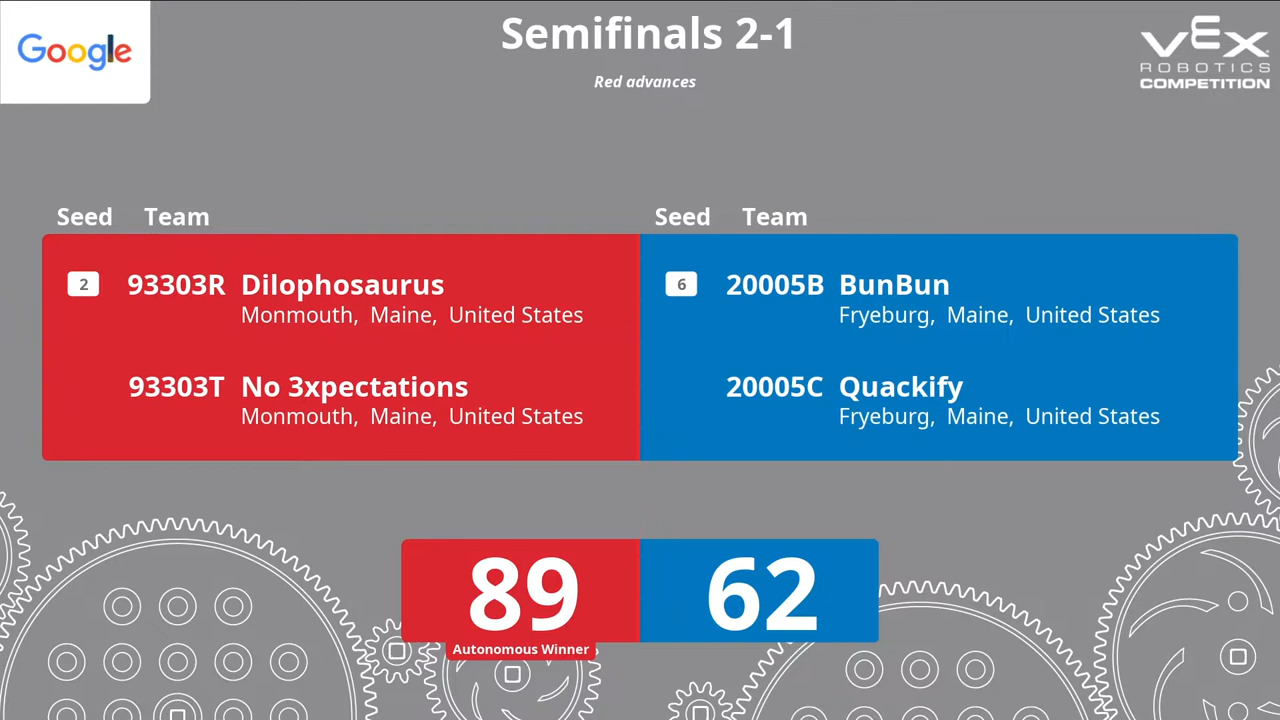 Google
Semifinals 2-1
Red advances
VEX
ROBOTICS
COMPETITION
Seed Team
Seed Team
2 93303R Dilophosaurus
Monmouth, Maine, United States
93303T No 3xpectations
Monmouth, Maine, United States
6 20005B BunBun
Fryeburg, Maine, United States
20005C Quackify
Fryeburg, Maine, United States
89
Autonomous Winner
62